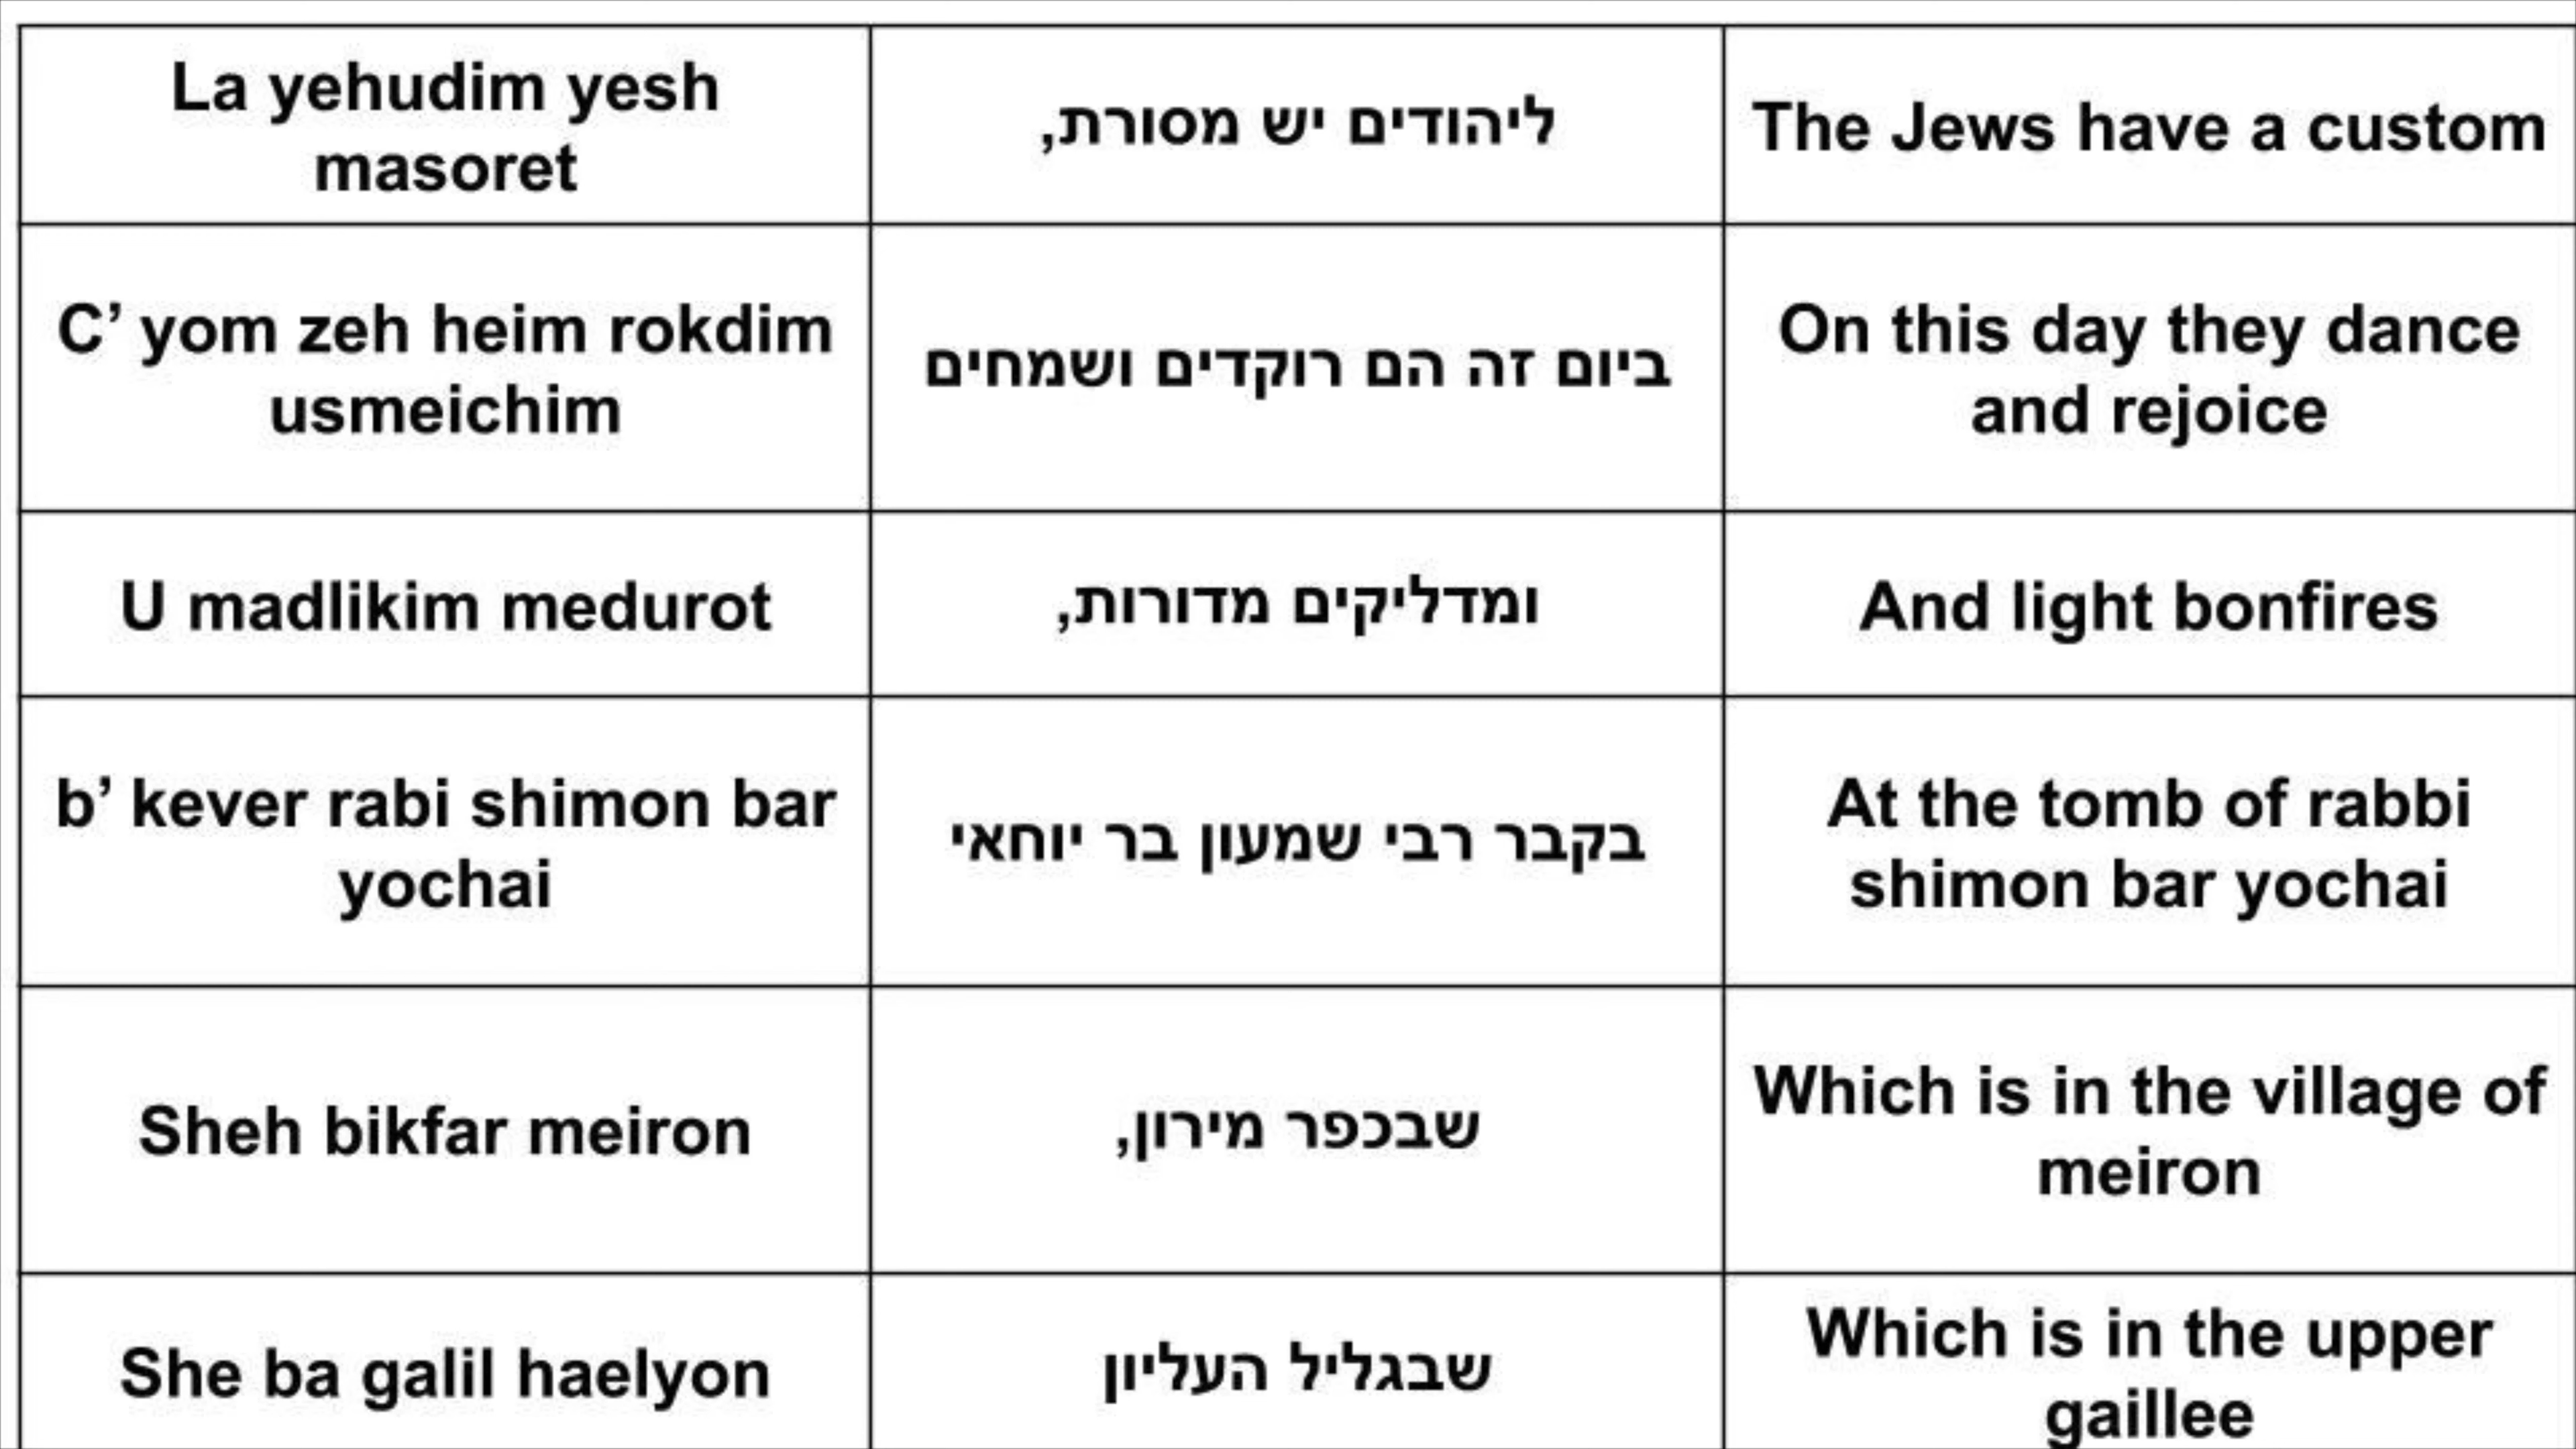 La yehudim yesh
masoret
ליהודים יש מסורת,
The Jews have a custom
C’ yom zeh heim rokdim
usmeichim
ביום זה הם רוקדים ושמחים
On this day they dance
and rejoice
U madlikim medurot
ומדליקים מדורות,
And light bonfires
b’ kever rabi shimon bar
yochai
בקבר רבי שמעון בר יוחאי
At the tomb of rabbi
shimon bar yochai
Sheh bikfar meiron
שבכפר מירון,
Which is in the village of
meiron
She ba galil haelyon
שבגליל העליון
Which is in the upper
gaillee